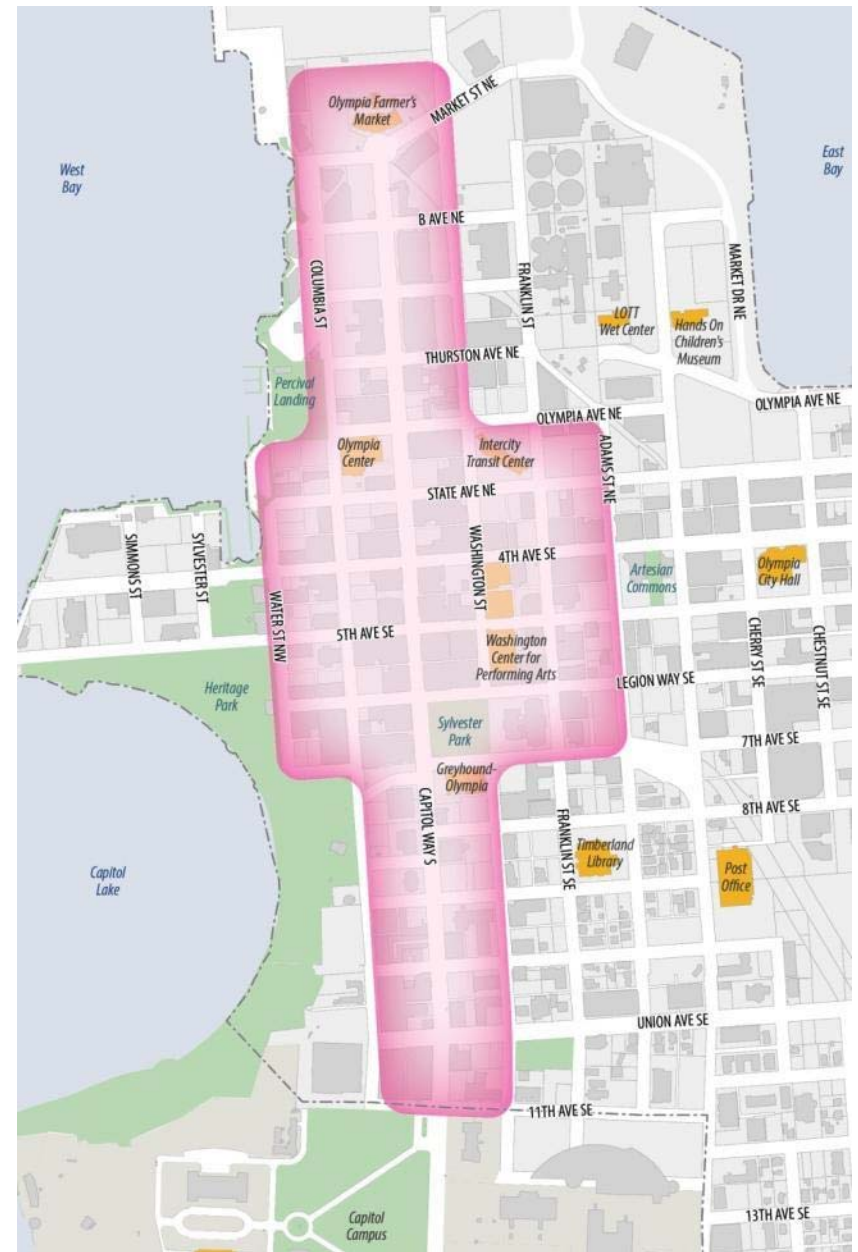 Olympia Farmer's
Market
MARKET ST NE
West
Bay
East
Bay
B AVE NE
COLUMBIA ST
FRANKLIN ST
MARKET DR NE
LOTT
Wet Center
Hands On
Children's
Museum
THURSTON AVE NE
Percival
Landing
OLYMPIA AVE NE
OLYMPIA AVE NE
Olympia
Center
Intercity
Transit Center
ADAMS ST NE
STATE AVE NE
SIMMONS ST
SYLVESTER ST
WASHINGTON ST
4TH AVE SE
Artesian
Commons
Olympia
City Hall
WATER ST NW
5TH AVE SE
Washington
Center for
Performing Arts
CHERRY ST SE
CHESTNUT ST SE
LEGION WAY SE
Heritage
Park
Sylvester
Park
7TH AVE SE
Greyhound-
Olympia
CAPITOL WAY S
FRANKLIN ST SE
8TH AVE SE
Timberland
Library
Post
Office
Capitol
Lake
UNION AVE SE
11TH AVE SE
Capitol
Campus
13TH AVE SE